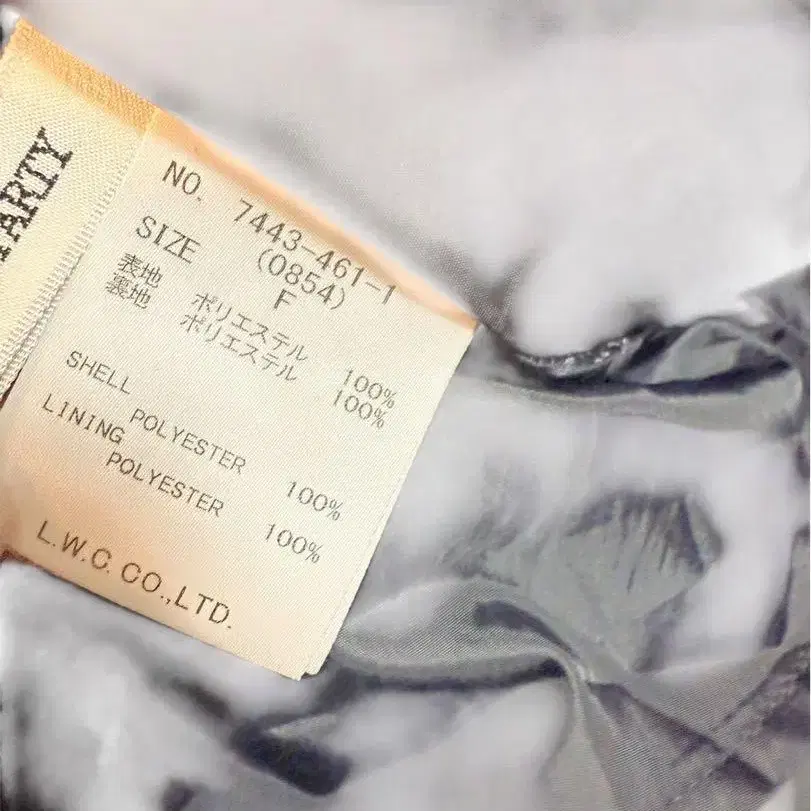 NO. 7443-461-1
(0854)
SIZE F
表地 ポリエステル 100%
裏地 ポリエステル 100%
SHELL
POLYESTER 100%
LINING
POLYESTER 100%
L.W.C.CO.,LTD.